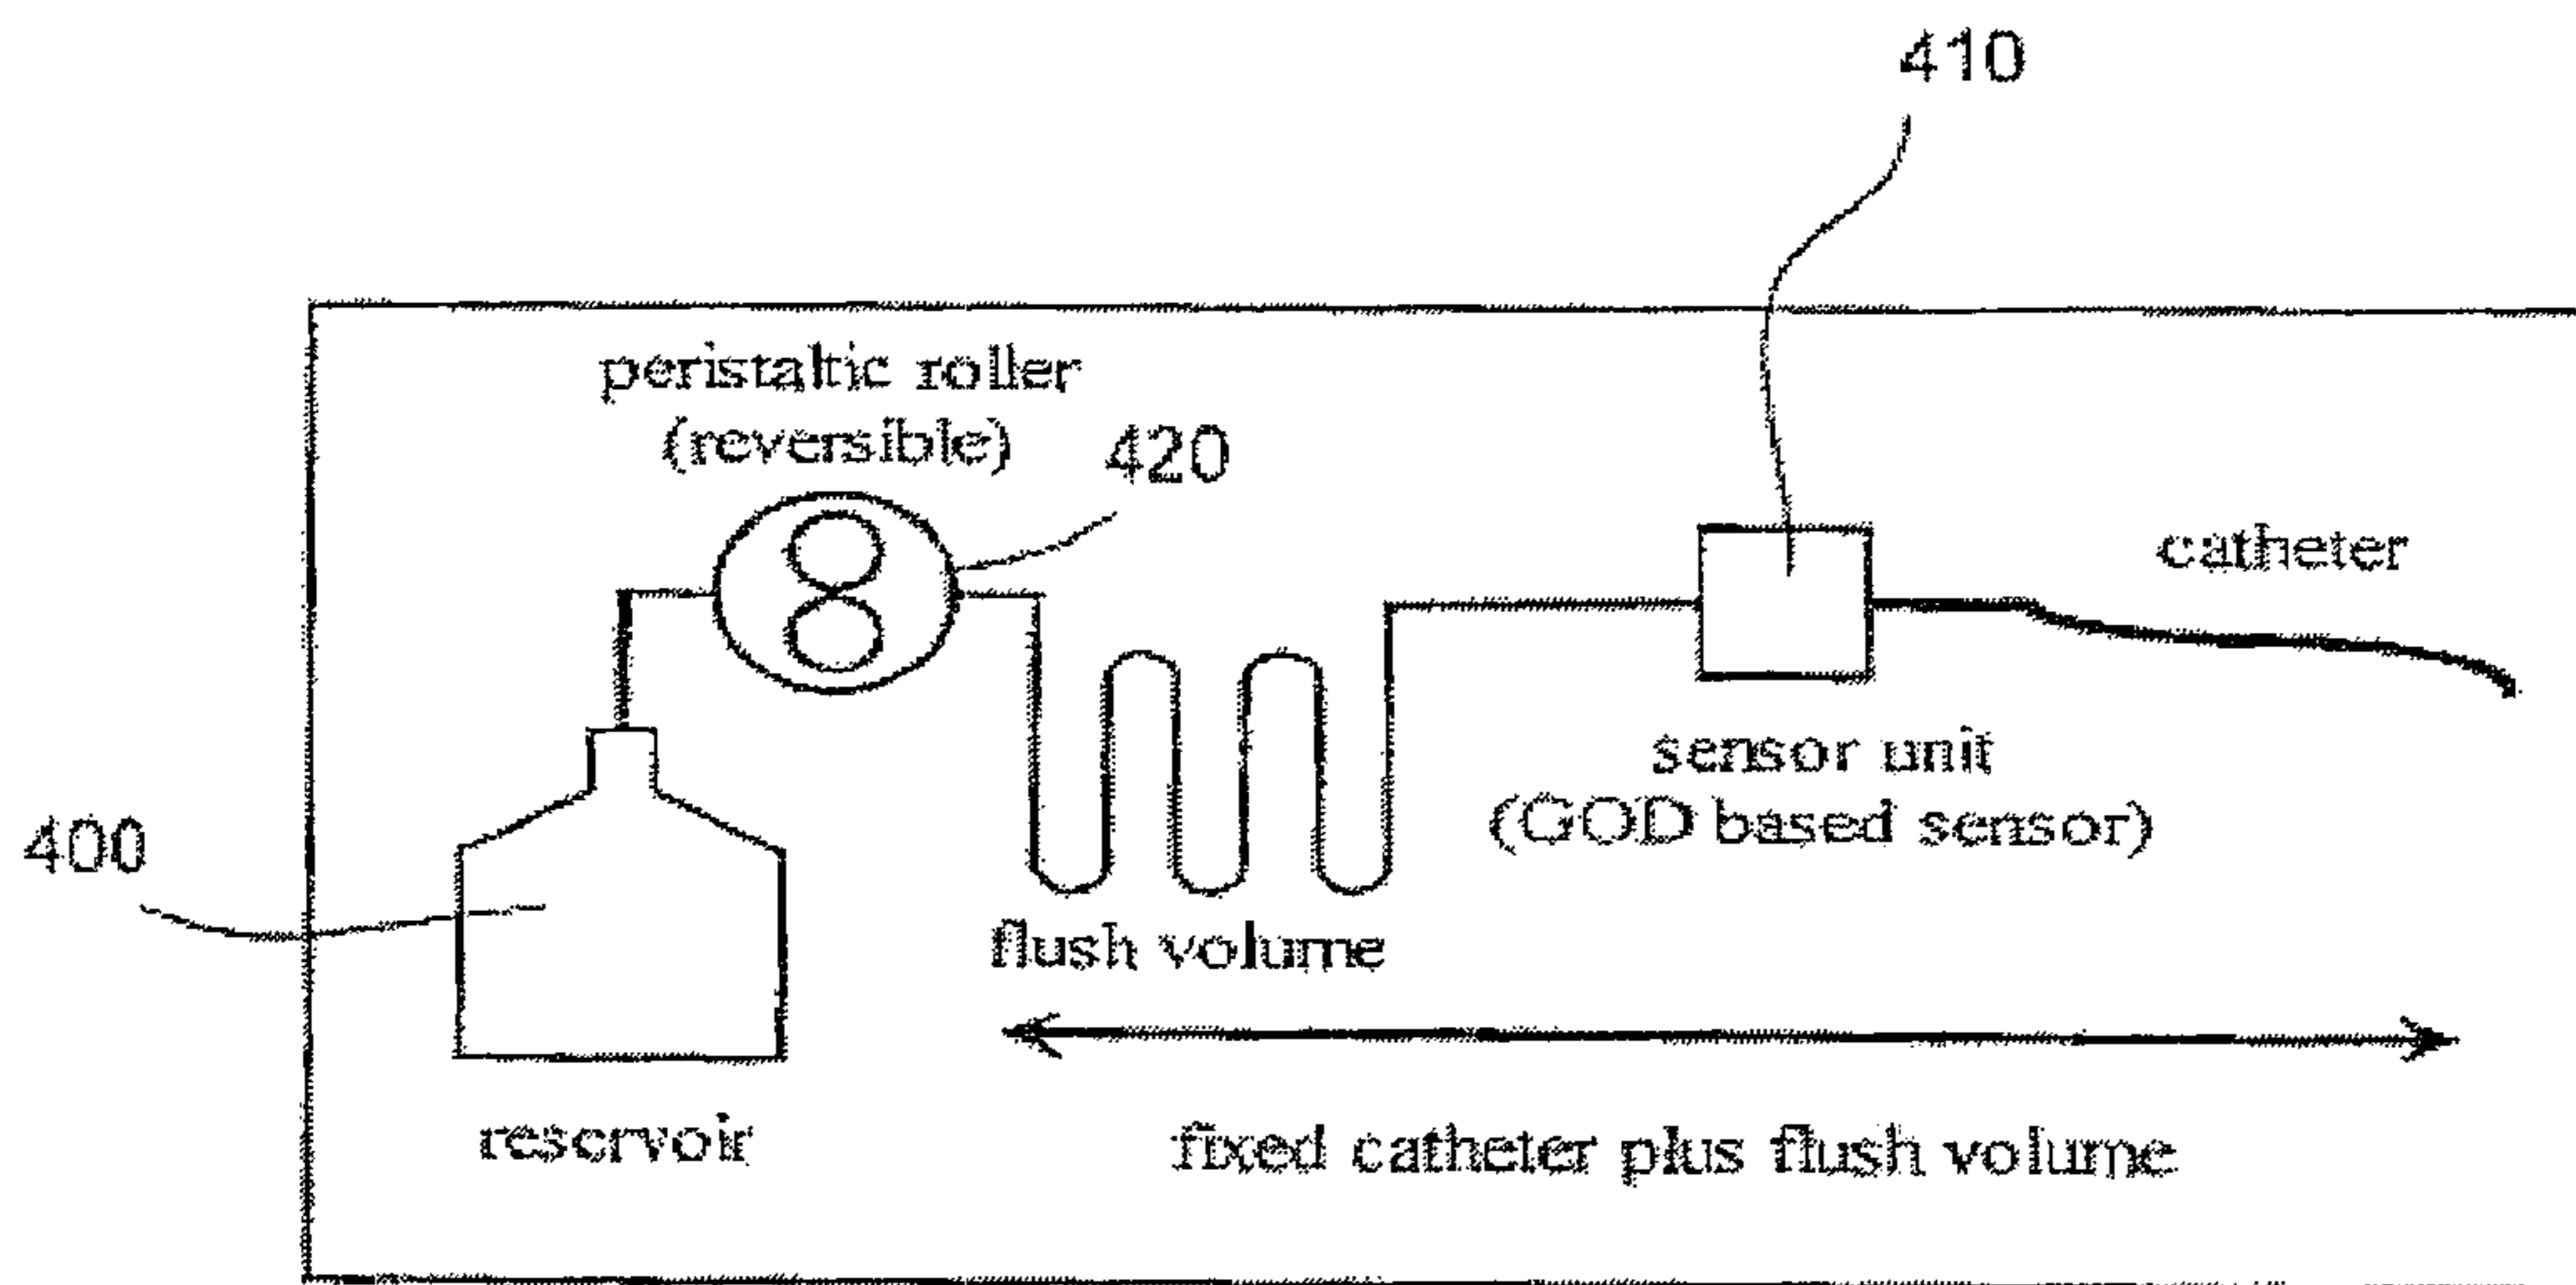 410
peristaltic roller
(reversible)
420
catheter
sensor unit
(GOD based sensor)
400
flush volume
reservoir
fixed catheter plus flush volume